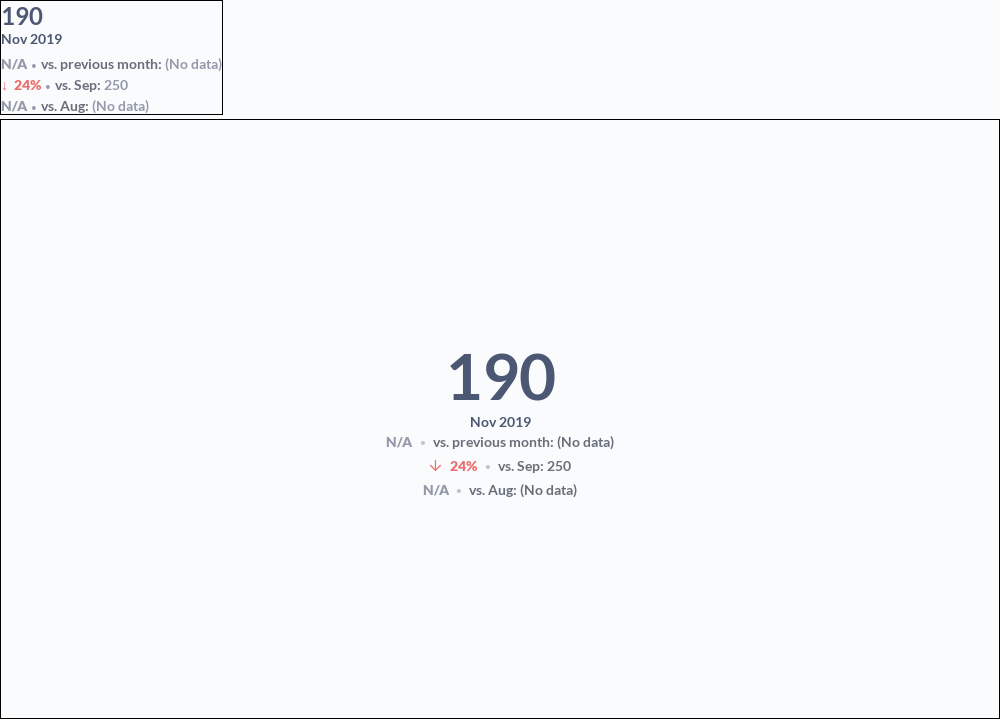 190
Nov 2019
N/A • vs. previous month: (No data)
↓ 24% • vs. Sep: 250
N/A • vs. Aug: (No data)
190
Nov 2019
N/A • vs. previous month: (No data)
↓ 24% • vs. Sep: 250
N/A • vs. Aug: (No data)